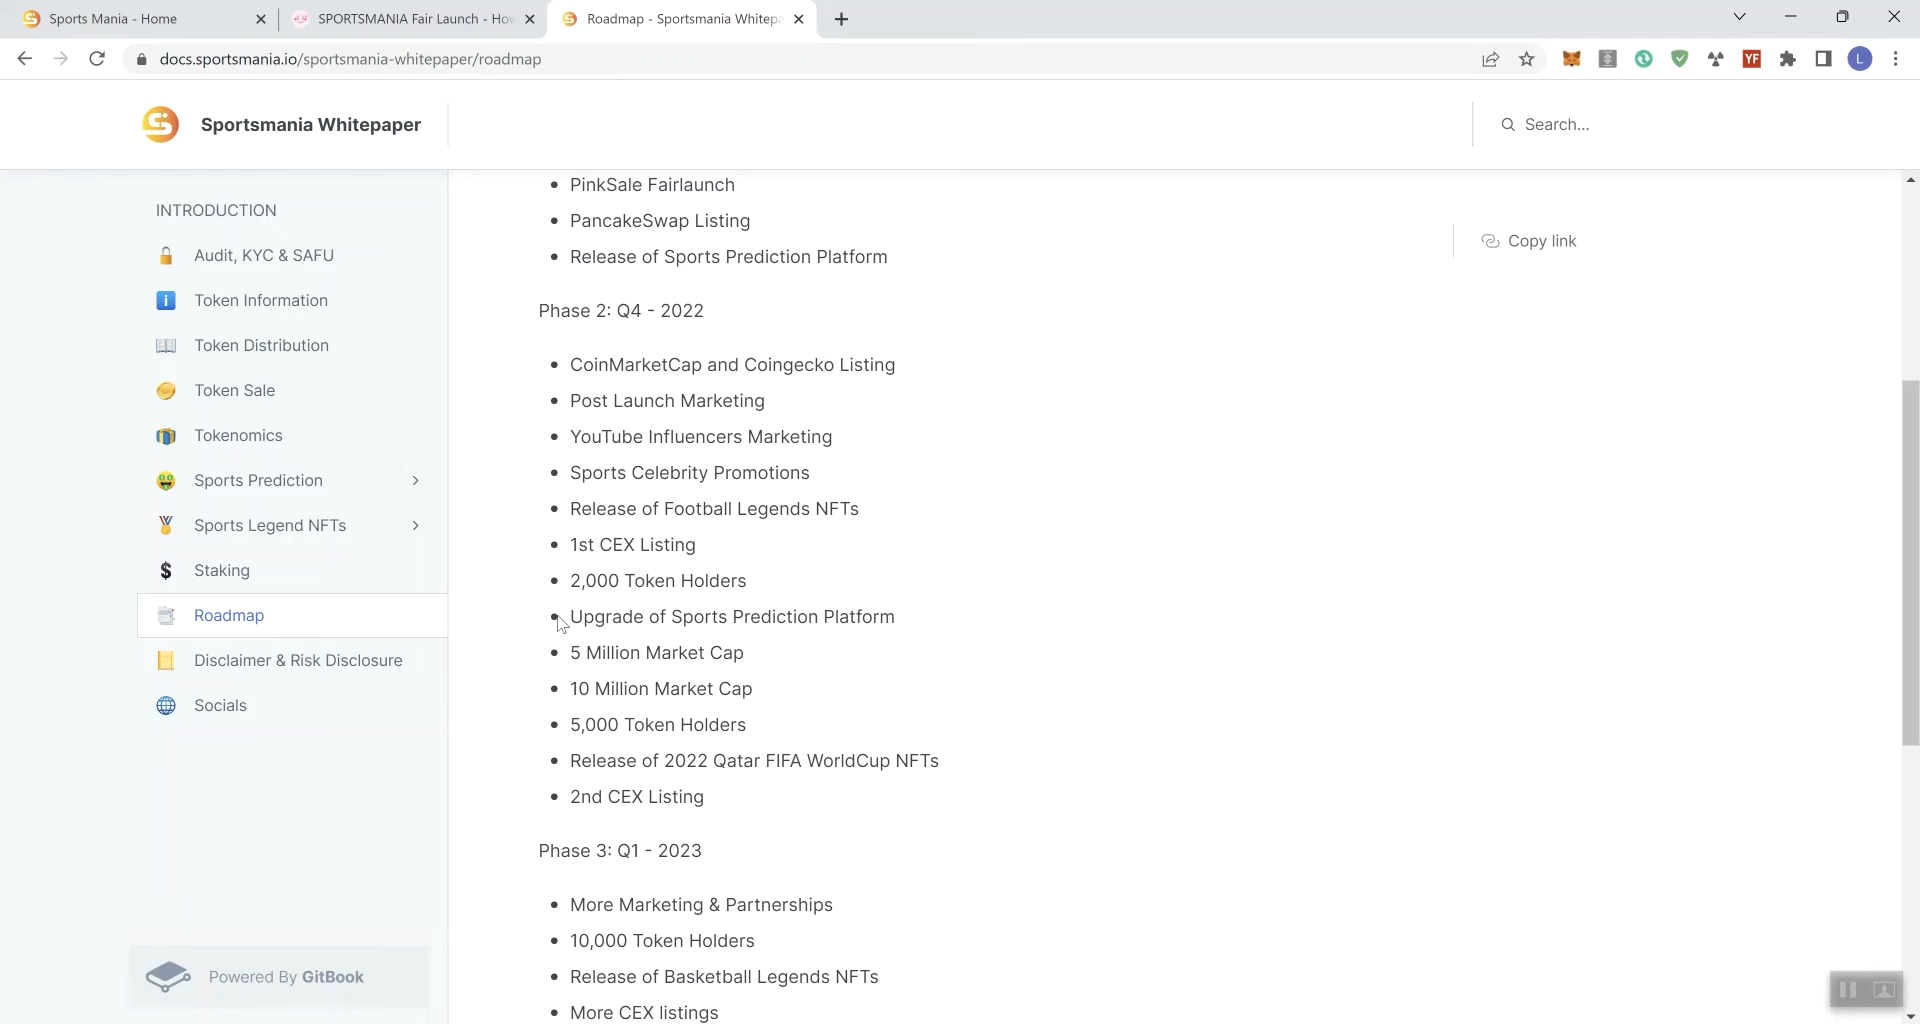 Sports Mania - Home
SPORTSMANIA Fair Launch - How
Roadmap - Sportsmania Whitepa
docs.sportsmania.io/sportsmania-whitepaper/roadmap
YF
L
Sportsmania Whitepaper
Search...
INTRODUCTION
Audit, KYC & SAFU
Token Information
Token Distribution
Token Sale
Tokenomics
Sports Prediction
Sports Legend NFTs
Staking
Roadmap
Disclaimer & Risk Disclosure
Socials
Powered By GitBook
PinkSale Fairlaunch
PancakeSwap Listing
Release of Sports Prediction Platform
Phase 2: Q4 - 2022
CoinMarketCap and Coingecko Listing
Post Launch Marketing
YouTube Influencers Marketing
Sports Celebrity Promotions
Release of Football Legends NFTs
1st CEX Listing
2,000 Token Holders
Upgrade of Sports Prediction Platform
5 Million Market Cap
10 Million Market Cap
5,000 Token Holders
Release of 2022 Qatar FIFA WorldCup NFTs
2nd CEX Listing
Phase 3: Q1 - 2023
More Marketing & Partnerships
10,000 Token Holders
Release of Basketball Legends NFTs
More CEX listings
Copy link